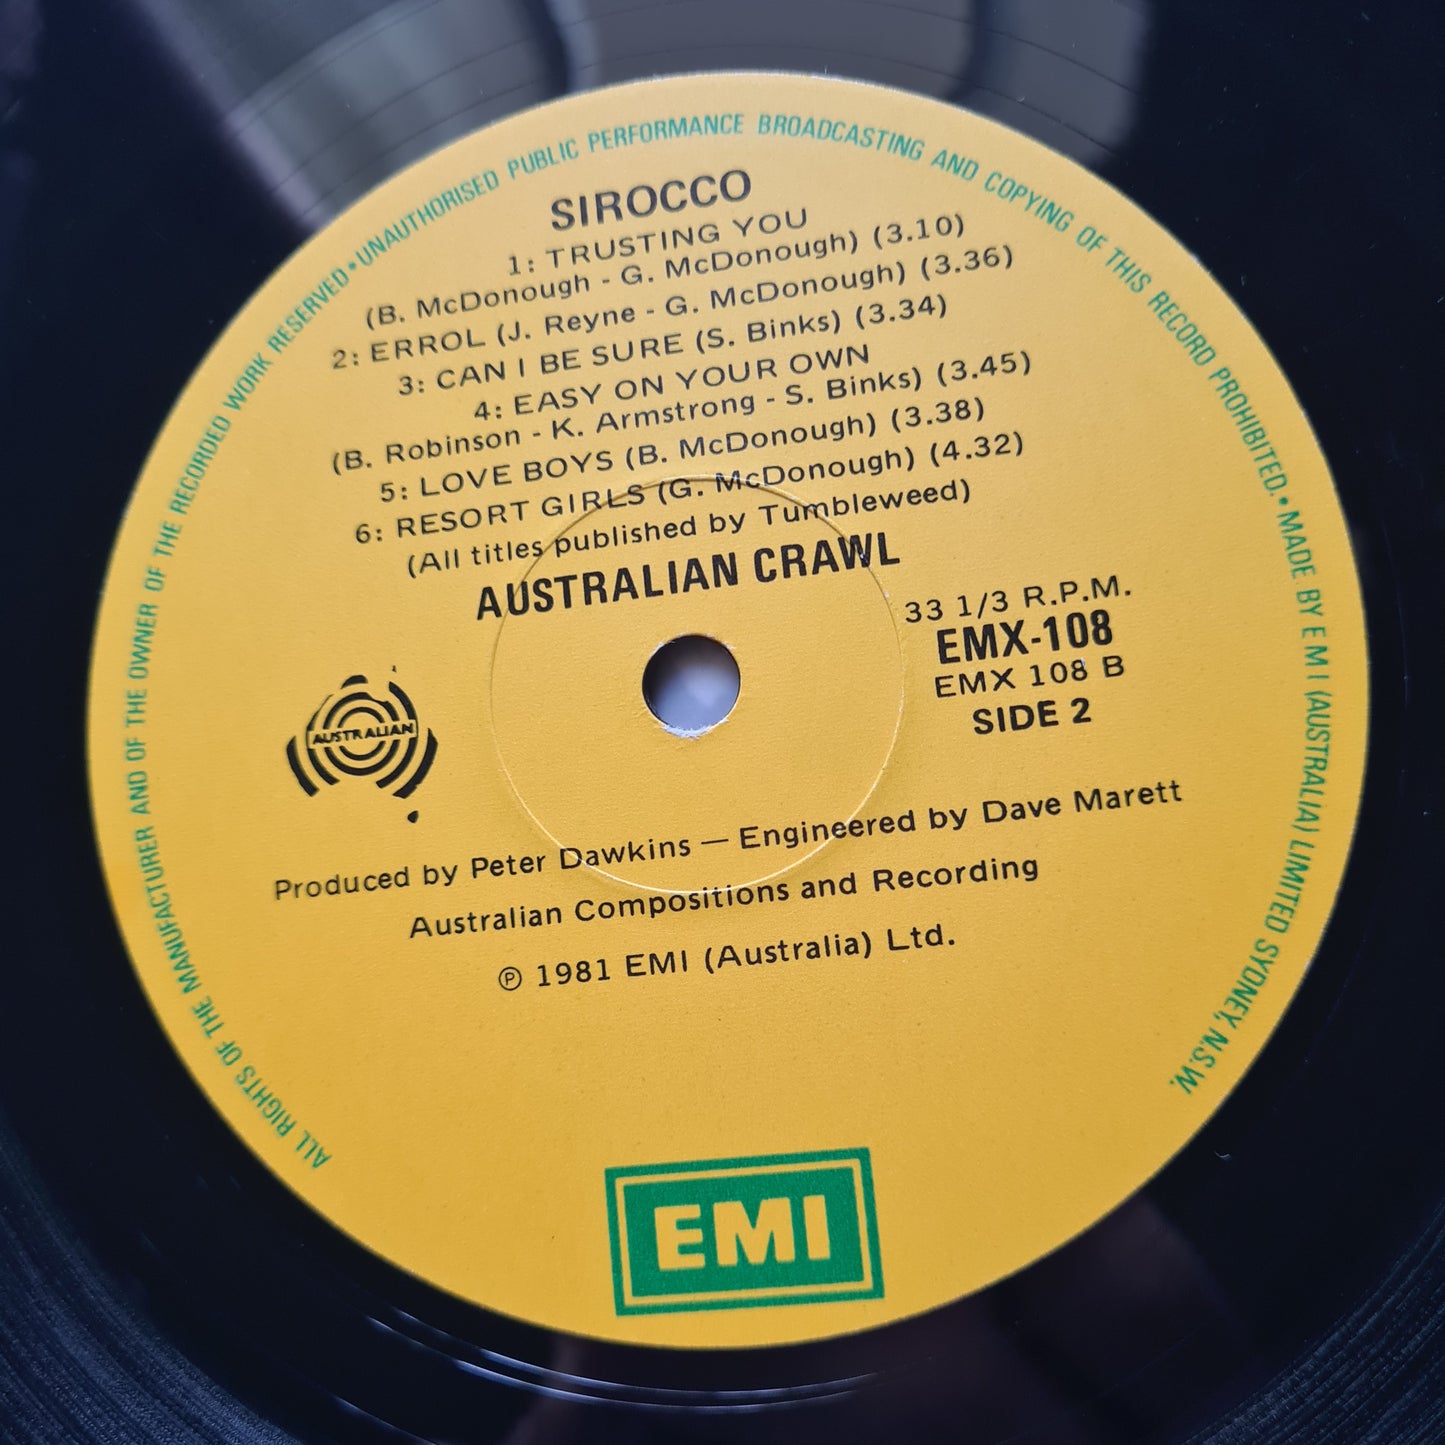 ALL RIGHTS OF THE MANUFACTURER AND OF THE OWNER OF THE RECORDED WORK RESERVED • UNAUTHORISED PUBLIC PERFORMANCE BROADCASTING AND COPYING OF THIS RECORD PROHIBITED. • MADE BY E M I (AUSTRALIA) LIMITED SYDNEY, N.S.W.
SIROCCO
1: TRUSTING YOU
(B. McDonough - G. McDonough) (3.10)
2: ERROL (J. Reyne - G. McDonough) (3.36)
3: CAN I BE SURE (S. Binks) (3.34)
4: EASY ON YOUR OWN
(B. Robinson - K. Armstrong - S. Binks) (3.45)
5: LOVE BOYS (B. McDonough) (3.38)
6: RESORT GIRLS (G. McDonough) (4.32)
(All titles published by Tumbleweed)
AUSTRALIAN CRAWL
33 1/3 R.P.M.
EMX-108
EMX 108 B
SIDE 2
AUSTRALIAN
Produced by Peter Dawkins — Engineered by Dave Marett
Australian Compositions and Recording
℗ 1981 EMI (Australia) Ltd.
EMI